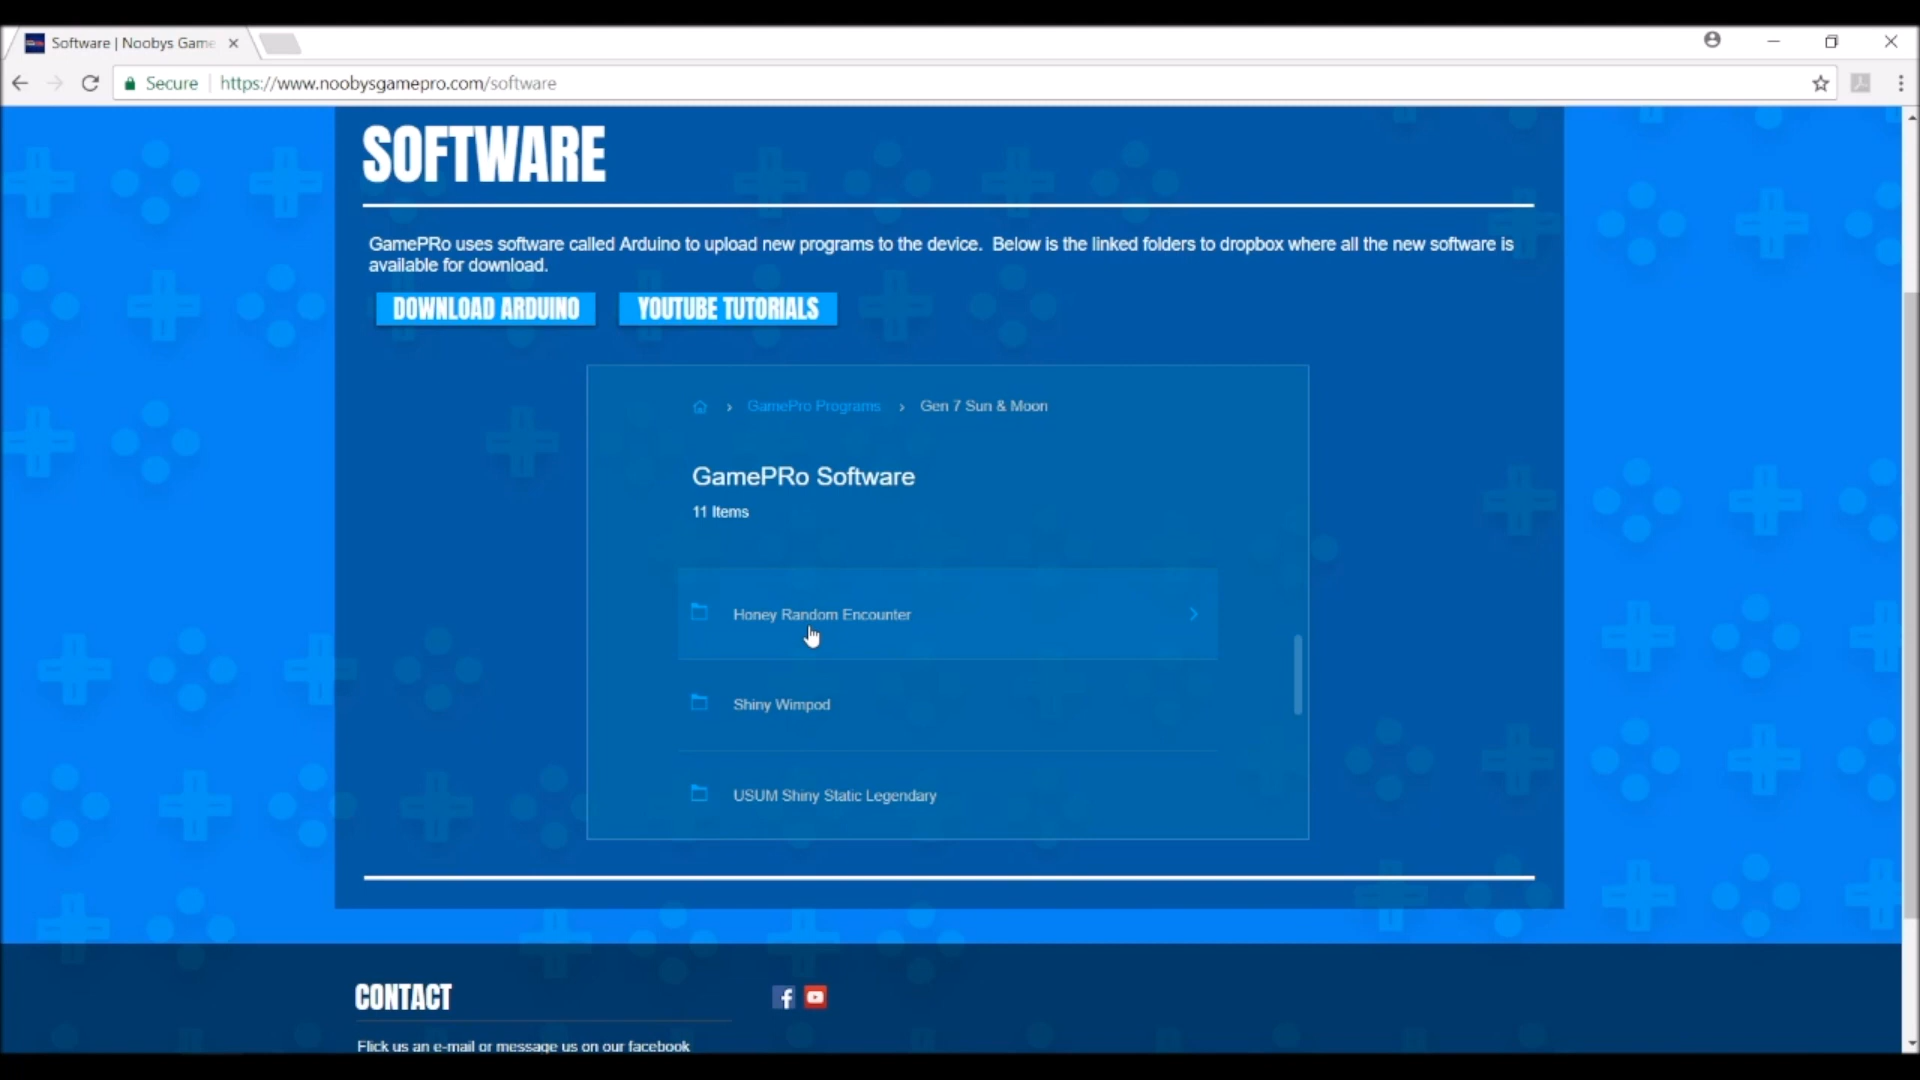 Software | Noobys Game
Secure
https://www.noobysgamepro.com/software
SOFTWARE
GamePRo uses software called Arduino to upload new programs to the device. Below is the linked folders to dropbox where all the new software is
available for download.
DOWNLOAD ARDUINO
YOUTUBE TUTORIALS
GamePro Programs
Gen 7 Sun & Moon
GamePRo Software
11 Items
Honey Random Encounter
Shiny Wimpod
USUM Shiny Static Legendary
CONTACT
Flick us an e-mail or message us on our facebook